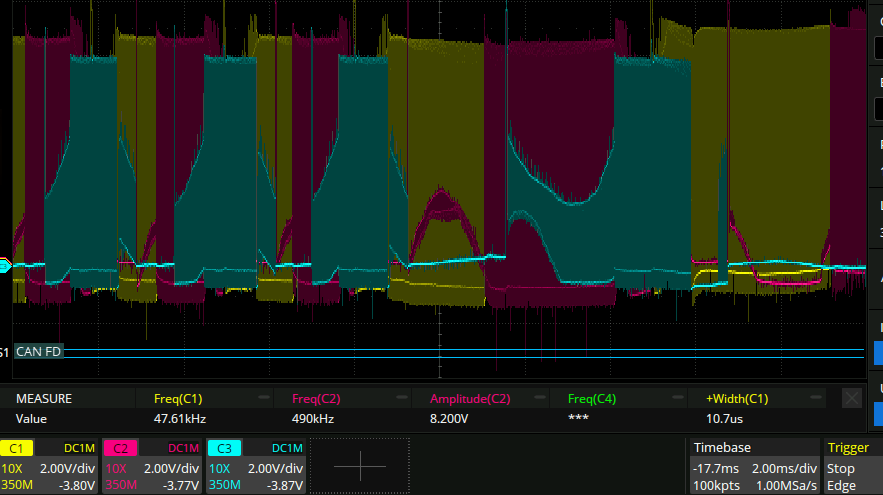 S1 CAN FD
MEASURE Freq(C1) Freq(C2) Amplitude(C2) Freq(C4) +Width(C1)
Value 47.61kHz 490kHz 8.200V *** 10.7us
C1 DC1M C2 DC1M C3 DC1M Timebase Trigger
10X 2.00V/div 10X 2.00V/div 10X 2.00V/div -17.7ms 2.00ms/div Stop
350M -3.80V 350M -3.77V 350M -3.87V 100kpts 1.00MSa/s Edge